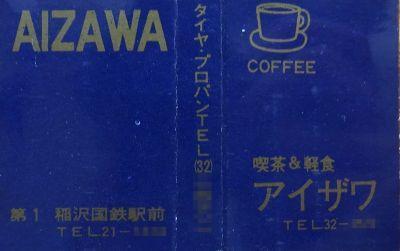 AIZAWA
第1 稲沢国鉄駅前
TEL21-
タイヤ・プロパンTEL(32)
COFFEE
喫茶&軽食
アイザワ
TEL32-